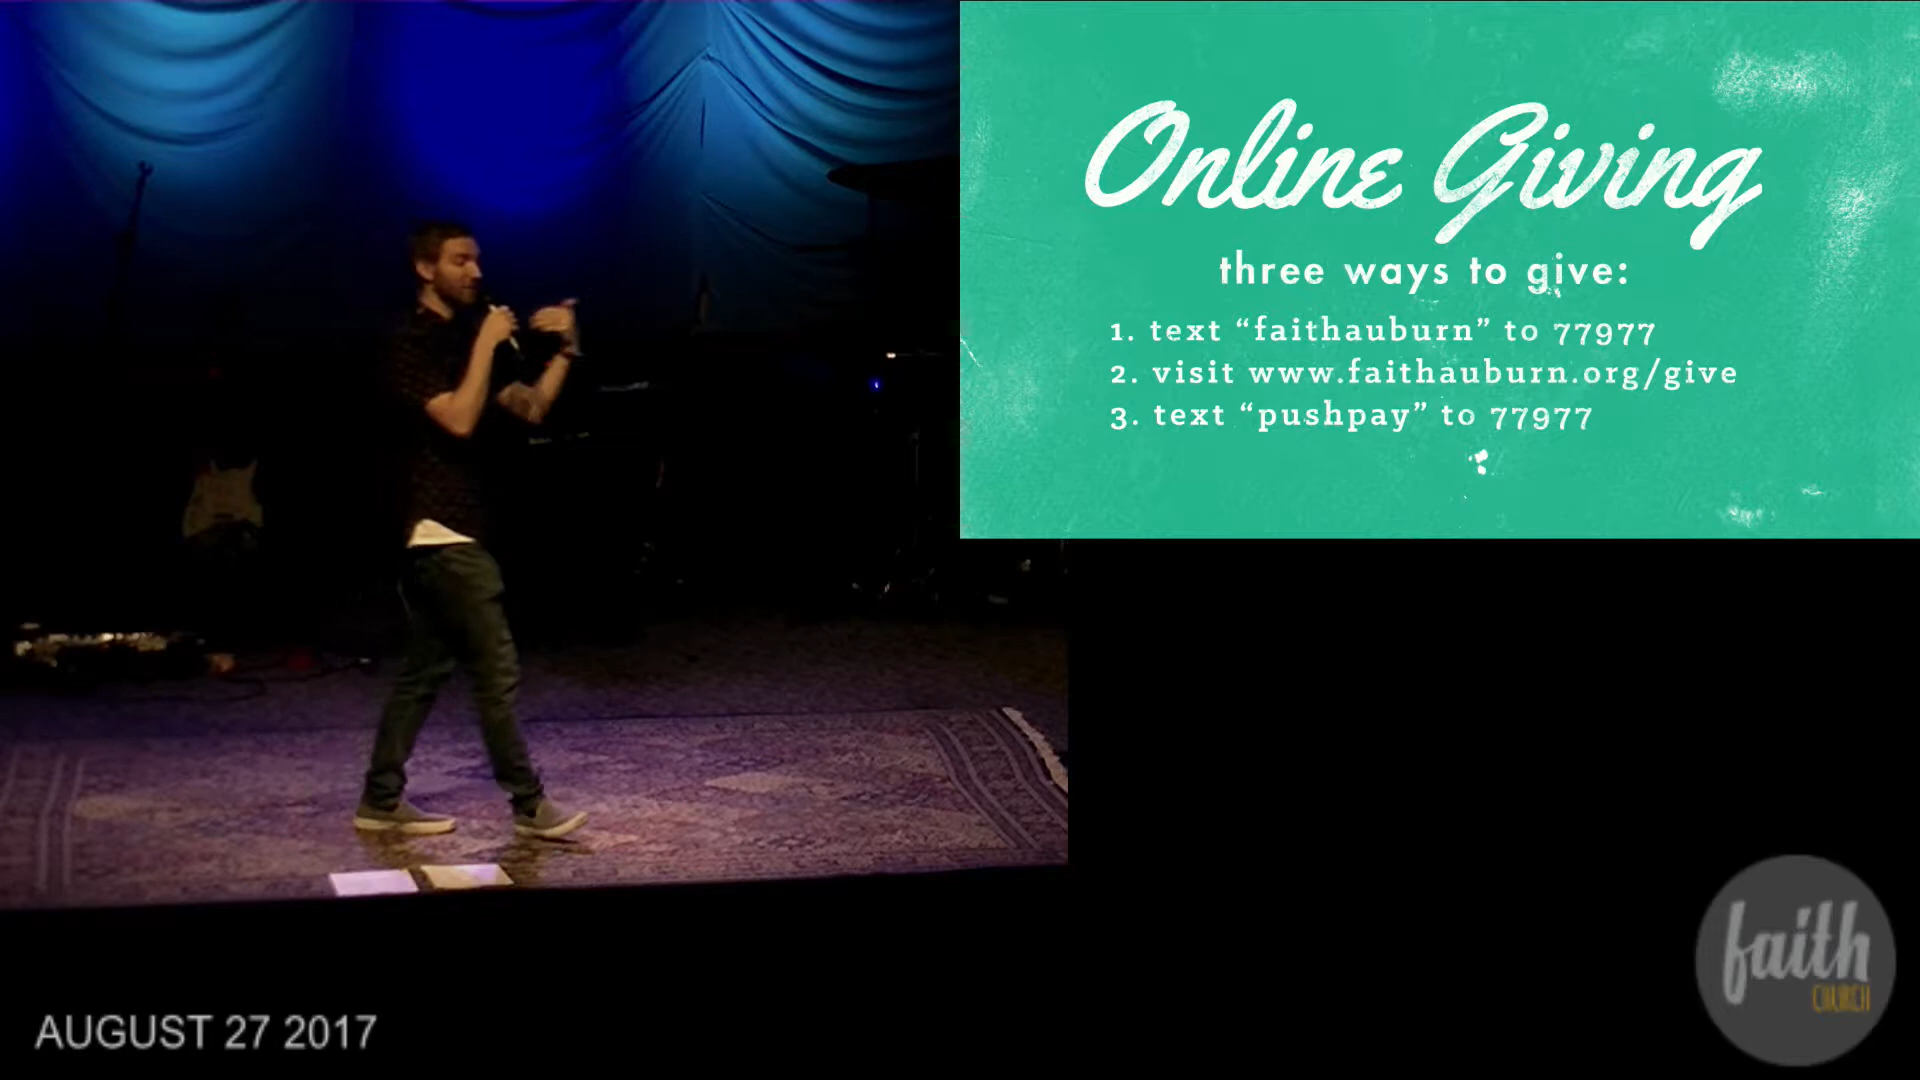 Online Giving
three ways to give:
1. text “faithauburn” to 77977
2. visit www.faithauburn.org/give
3. text “pushpay” to 77977
faith
CHURCH
AUGUST 27 2017